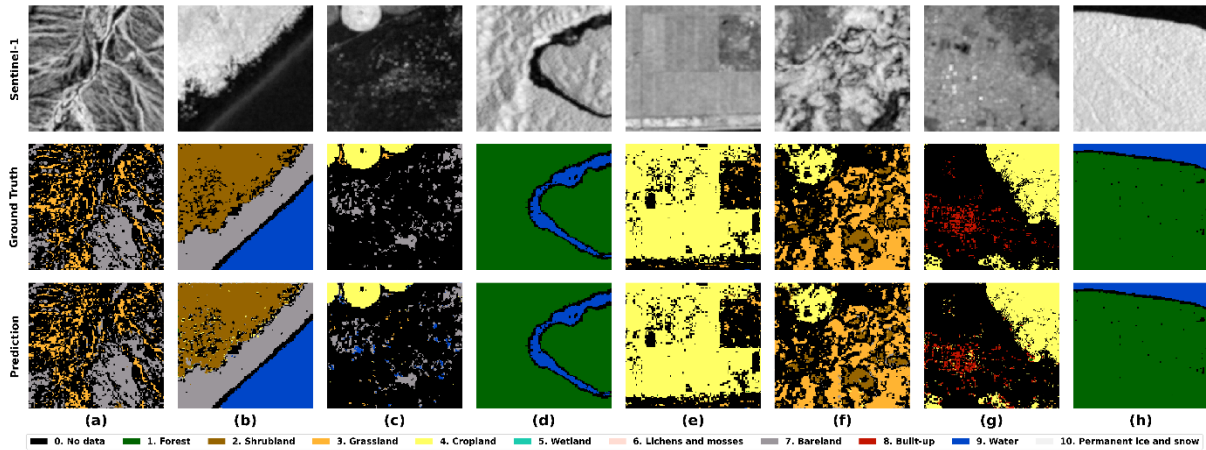 Sentinel-1
Ground Truth
Prediction
(a) (b) (c) (d) (e) (f) (g) (h)
0. No data 1. Forest 2. Shrubland 3. Grassland 4. Cropland 5. Wetland 6. Lichens and mosses 7. Bareland 8. Built-up 9. Water 10. Permanent ice and snow